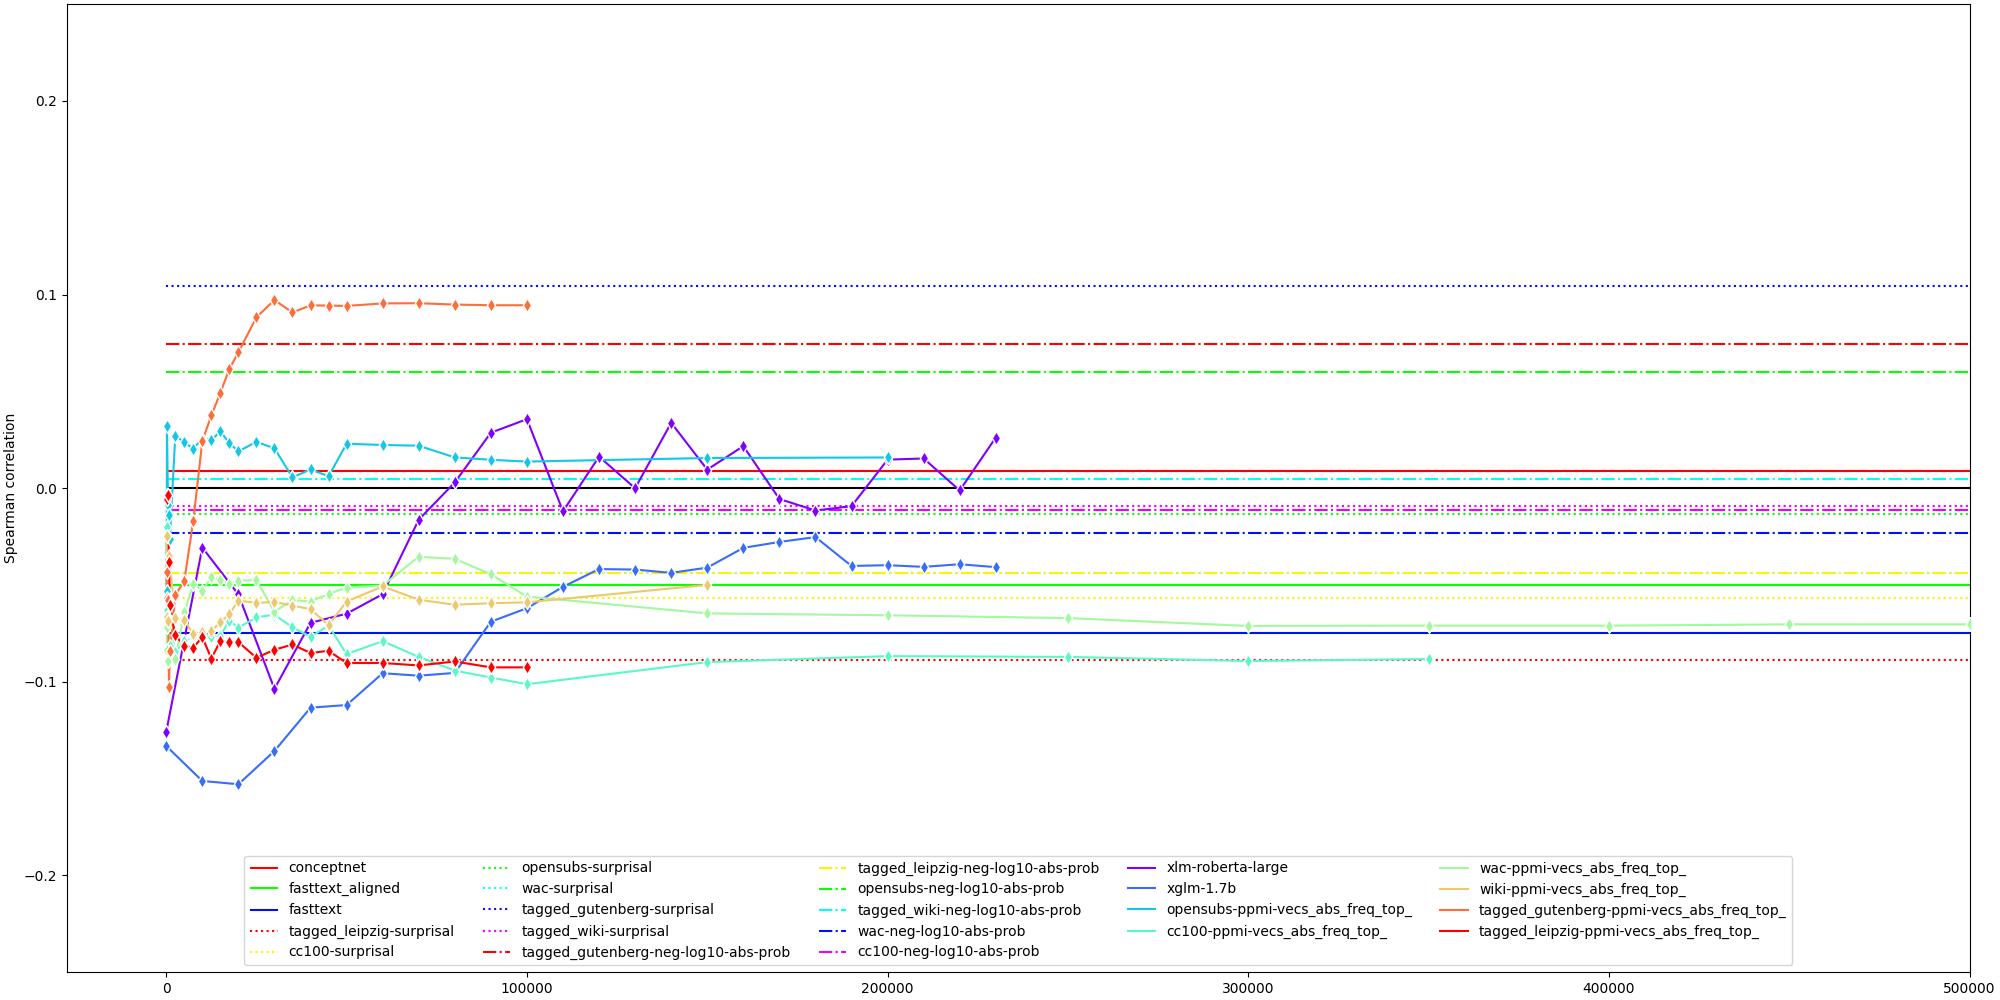 Spearman correlation
0.2
0.1
0.0
−0.1
−0.2
conceptnet
fasttext_aligned
fasttext
tagged_leipzig-surprisal
cc100-surprisal
opensubs-surprisal
wac-surprisal
tagged_gutenberg-surprisal
tagged_wiki-surprisal
tagged_gutenberg-neg-log10-abs-prob
tagged_leipzig-neg-log10-abs-prob
opensubs-neg-log10-abs-prob
tagged_wiki-neg-log10-abs-prob
wac-neg-log10-abs-prob
cc100-neg-log10-abs-prob
xlm-roberta-large
xglm-1.7b
opensubs-ppmi-vecs_abs_freq_top_
cc100-ppmi-vecs_abs_freq_top_
wac-ppmi-vecs_abs_freq_top_
wiki-ppmi-vecs_abs_freq_top_
tagged_gutenberg-ppmi-vecs_abs_freq_top_
tagged_leipzig-ppmi-vecs_abs_freq_top_
0 100000 200000 300000 400000 500000